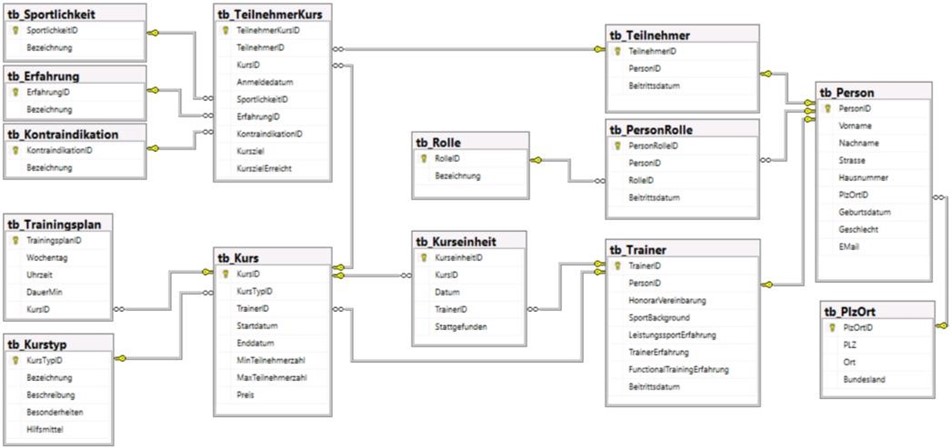 tb_Sportlichkeit
SportlichkeitID
Bezeichnung
tb_Erfahrung
ErfahrungID
Bezeichnung
tb_Kontraindikation
KontraindikationID
Bezeichnung
tb_TeilnehmerKurs
TeilnehmerKursID
TeilnehmerID
KursID
Anmeldedatum
SportlichkeitID
ErfahrungID
KontraindikationID
Kursziel
KurszielErreicht
tb_Teilnehmer
TeilnehmerID
PersonID
Beitrittsdatum
tb_Person
PersonID
Vorname
Nachname
Strasse
Hausnummer
PlzOrtID
Geburtsdatum
Geschlecht
EMail
tb_Rolle
RolleID
Bezeichnung
tb_PersonRolle
PersonRolleID
PersonID
RolleID
Beitrittsdatum
tb_Trainingsplan
TrainingsplanID
Wochentag
Uhrzeit
DauerMin
KursID
tb_Kurs
KursID
KursTypID
TrainerID
Startdatum
Enddatum
MinTeilnehmerzahl
MaxTeilnehmerzahl
Preis
tb_Kurseinheit
KurseinheitID
KursID
Datum
TrainerID
Stattgefunden
tb_Trainer
TrainerID
PersonID
HonorarVereinbarung
SportBackground
LeistungssportErfahrung
TrainerErfahrung
FunctionalTrainingErfahrung
Beitrittsdatum
tb_PlzOrt
PlzOrtID
PLZ
Ort
Bundesland
tb_Kurstyp
KursTypID
Bezeichnung
Beschreibung
Besonderheiten
Hilfsmittel